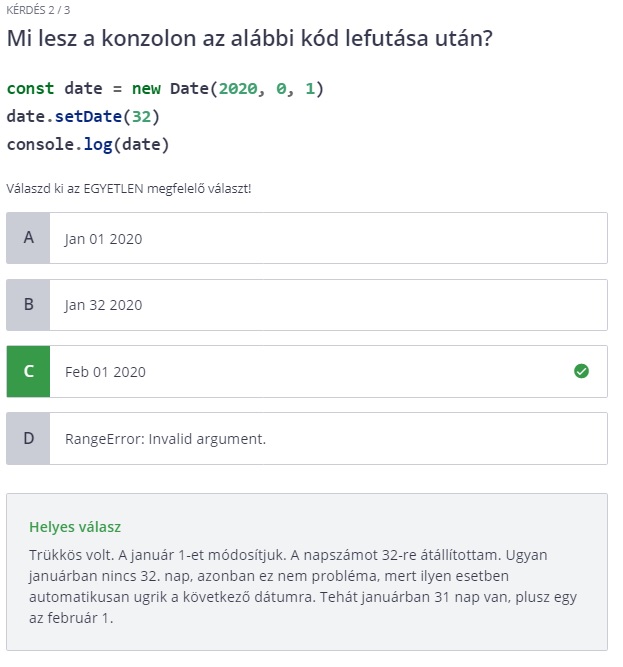 KÉRDÉS 2 / 3
Mi lesz a konzolon az alábbi kód lefutása után?
const date = new Date(2020, 0, 1)
date.setDate(32)
console.log(date)
Válaszd ki az EGYETLEN megfelelő választ!
A Jan 01 2020
B Jan 32 2020
C Feb 01 2020
D RangeError: Invalid argument.
Helyes válasz
Trükkös volt. A január 1-et módosítjuk. A napszámot 32-re átállítottam. Ugyan
januárban nincs 32. nap, azonban ez nem probléma, mert ilyen esetben
automatikusan ugrik a következő dátumra. Tehát januárban 31 nap van, plusz egy
az február 1.